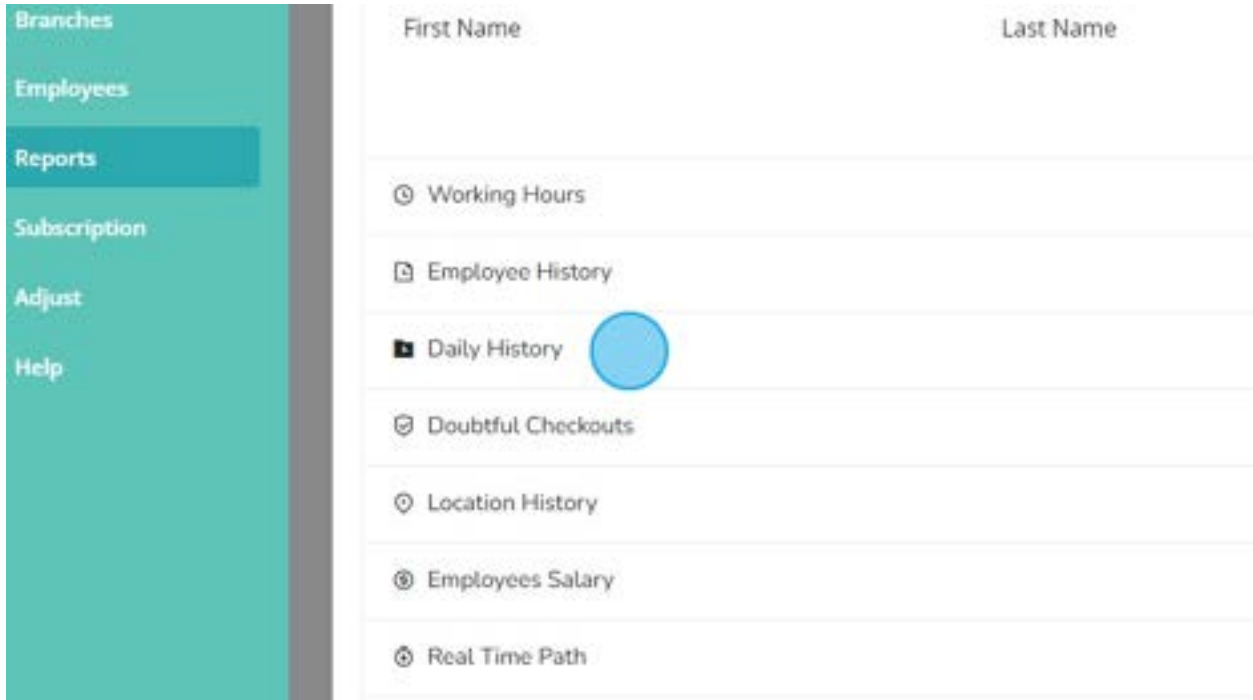 Branches
Employees
Reports
Subscription
Adjust
Help
First Name Last Name
Working Hours
Employee History
Daily History
Doubtful Checkouts
Location History
Employees Salary
Real Time Path